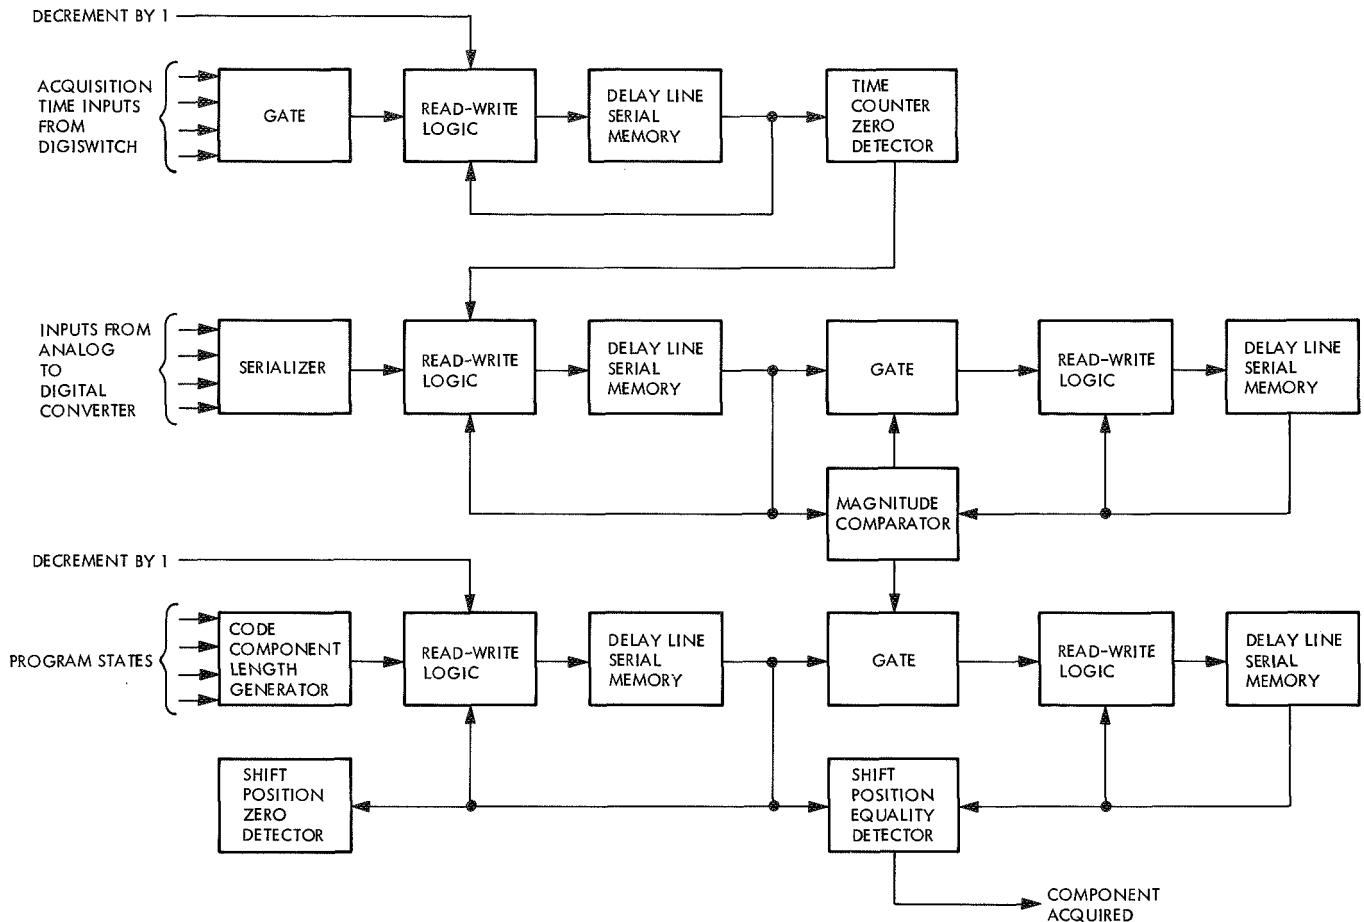 DECREMENT BY 1
ACQUISITION
TIME INPUTS
FROM
DIGISWITCH
GATE
READ-WRITE
LOGIC
DELAY LINE
SERIAL
MEMORY
TIME
COUNTER
ZERO
DETECTOR
INPUTS FROM
ANALOG
TO
DIGITAL
CONVERTER
SERIALIZER
READ-WRITE
LOGIC
DELAY LINE
SERIAL
MEMORY
GATE
READ-WRITE
LOGIC
DELAY LINE
SERIAL
MEMORY
MAGNITUDE
COMPARATOR
DECREMENT BY 1
PROGRAM STATES
CODE
COMPONENT
LENGTH
GENERATOR
READ-WRITE
LOGIC
DELAY LINE
SERIAL
MEMORY
GATE
READ-WRITE
LOGIC
DELAY LINE
SERIAL
MEMORY
SHIFT
POSITION
ZERO
DETECTOR
SHIFT
POSITION
EQUALITY
DETECTOR
COMPONENT
ACQUIRED